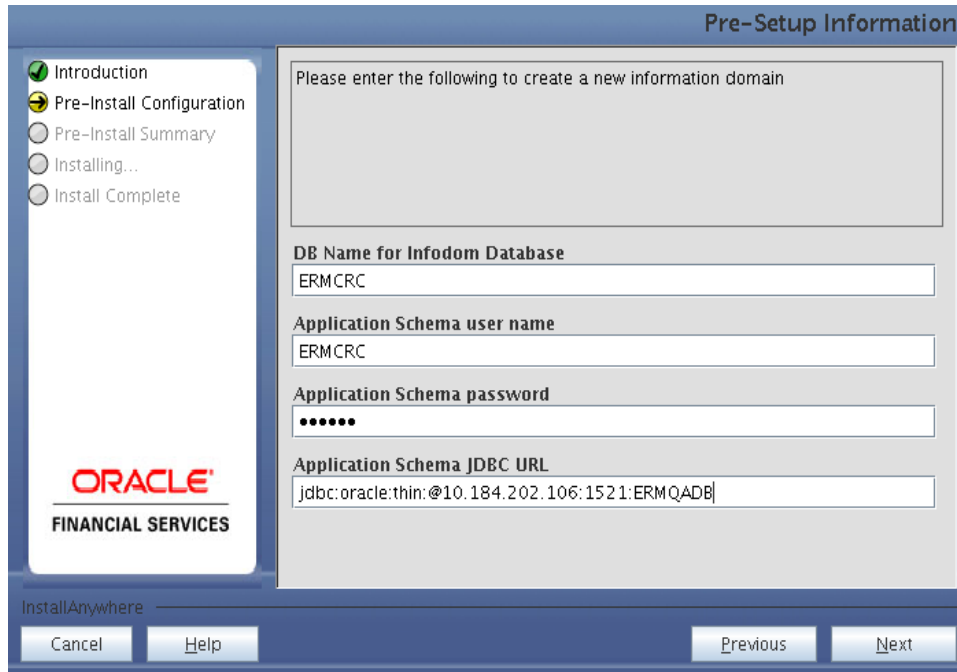 Pre-Setup Information
Introduction
Pre-Install Configuration
Pre-Install Summary
Installing...
Install Complete
ORACLE'
FINANCIAL SERVICES
Please enter the following to create a new information domain
DB Name for Infodom Database
ERMCRC
Application Schema user name
ERMCRC
Application Schema password
••••••
Application Schema JDBC URL
jdbc:oracle:thin:@10.184.202.106:1521:ERMQADB
InstallAnywhere
Cancel
Help
Previous
Next